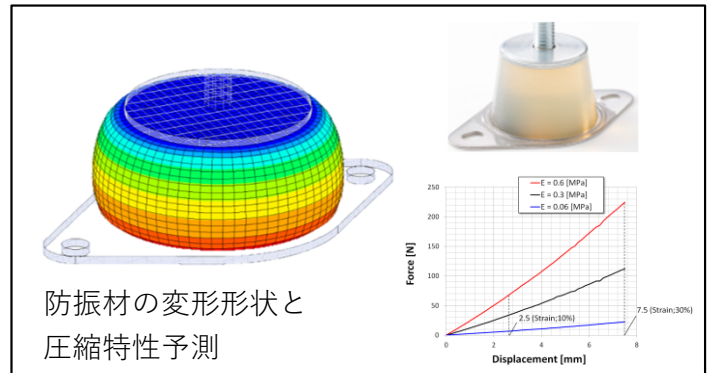 E = 0.6 [MPa]
E = 0.3 [MPa]
E = 0.06 [MPa]
Force [N]
250
200
150
100
50
0
2.5 (Strain;10%)
7.5 (Strain;30%)
0 2 4 6 8
Displacement [mm]
防振材の変形形状と
圧縮特性予測